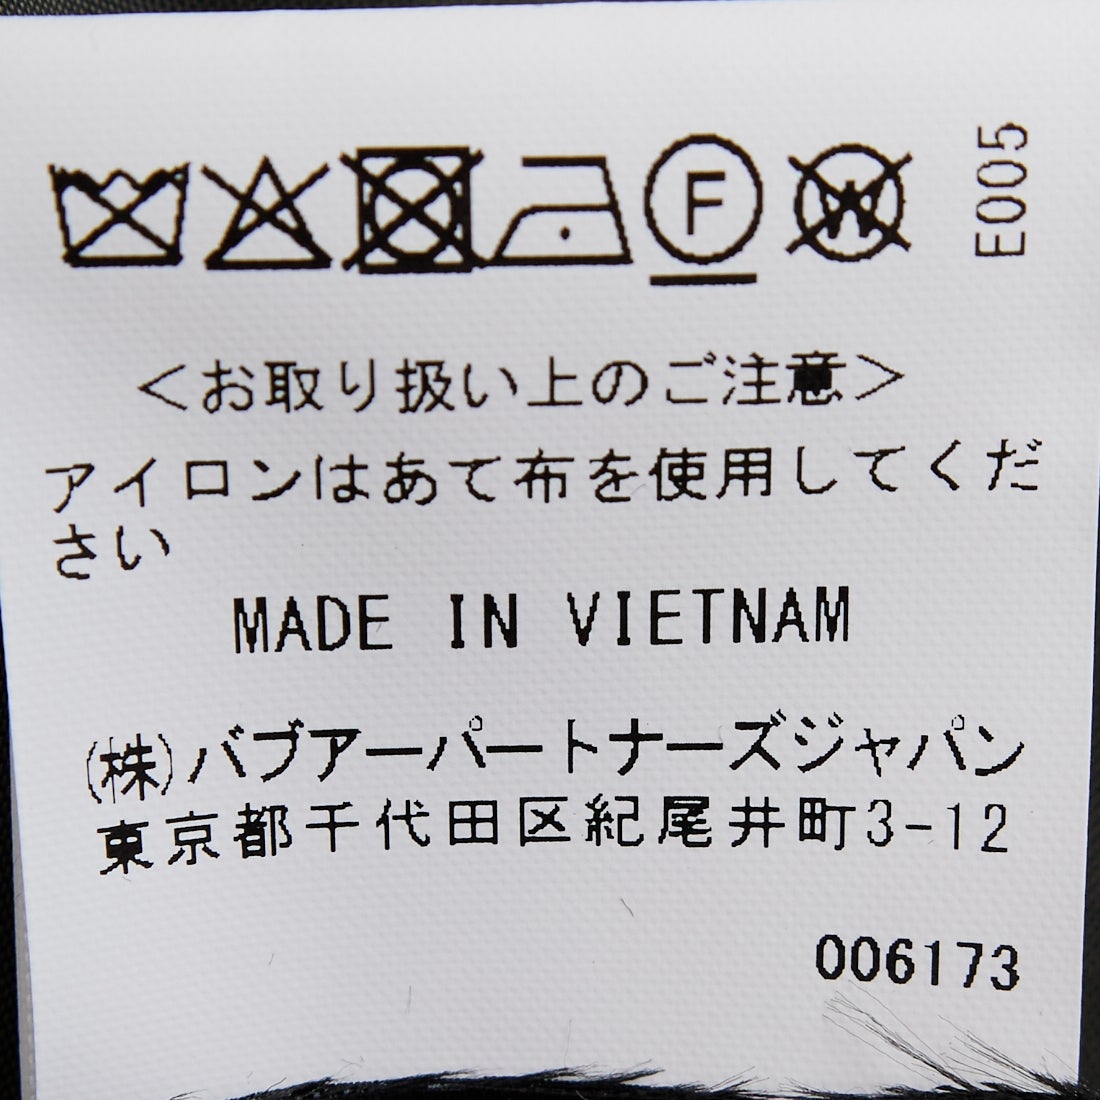 F
W
E005
＜お取り扱い上のご注意＞
アイロンはあて布を使用してくだ
さい
MADE IN VIETNAM
(株)バブアーパートナーズジャパン
東京都千代田区紀尾井町3-12
006173